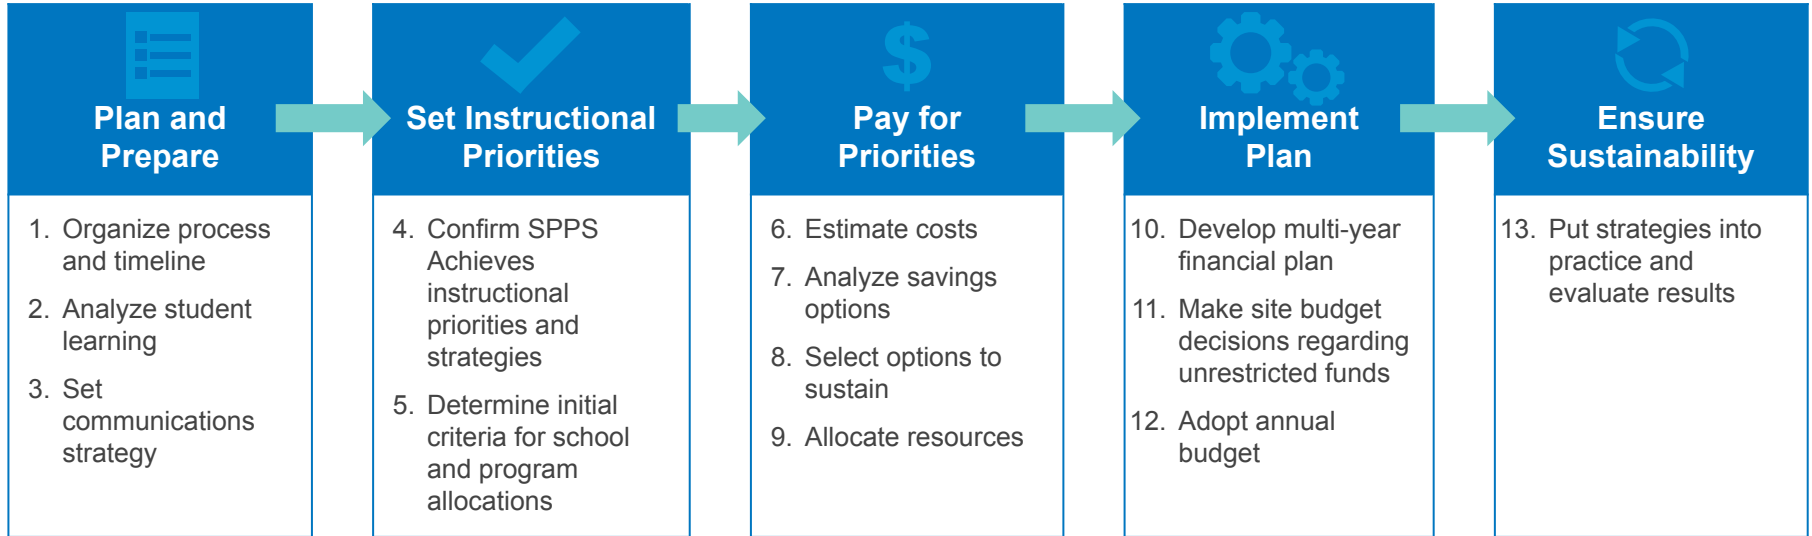 Plan and
Prepare
1. Organize process
and timeline
2. Analyze student
learning
3. Set
communications
strategy
Set Instructional
Priorities
4. Confirm SPPS
Achieves
instructional
priorities and
strategies
5. Determine initial
criteria for school
and program
allocations
$
Pay for
Priorities
6. Estimate costs
7. Analyze savings
options
8. Select options to
sustain
9. Allocate resources
Implement
Plan
10. Develop multi-year
financial plan
11. Make site budget
decisions regarding
unrestricted funds
12. Adopt annual
budget
Ensure
Sustainability
13. Put strategies into
practice and
evaluate results